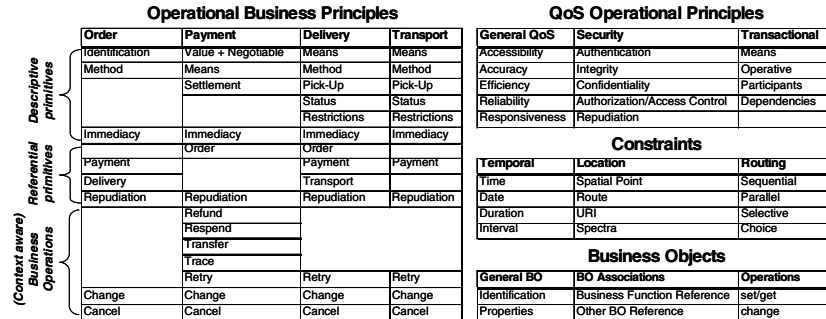 Operational Business Principles
Order Payment Delivery Transport
Identification Value + Negotiable Means Means
Method Means Method Method
Settlement Pick-Up Pick-Up
Status Status
Restrictions Restrictions
Immediacy Immediacy Immediacy Immediacy
Order Order
Payment Payment Payment
Delivery Transport
Repudiation Repudiation Repudiation Repudiation
Refund
Respend
Transfer
Trace
Retry Retry Retry
Change Change Change Change
Cancel Cancel Cancel Cancel
Descriptive
primitives
Referential
primitives
(Context aware)
Business
Operations
QoS Operational Principles
General QoS Security Transactional
Accessibility Authentication Means
Accuracy Integrity Operative
Efficiency Confidentiality Participants
Reliability Authorization/Access Control Dependencies
Responsiveness Repudiation
Constraints
Temporal Location Routing
Time Spatial Point Sequential
Date Route Parallel
Duration URI Selective
Interval Spectra Choice
Business Objects
General BO BO Associations Operations
Identification Business Function Reference set/get
Properties Other BO Reference change